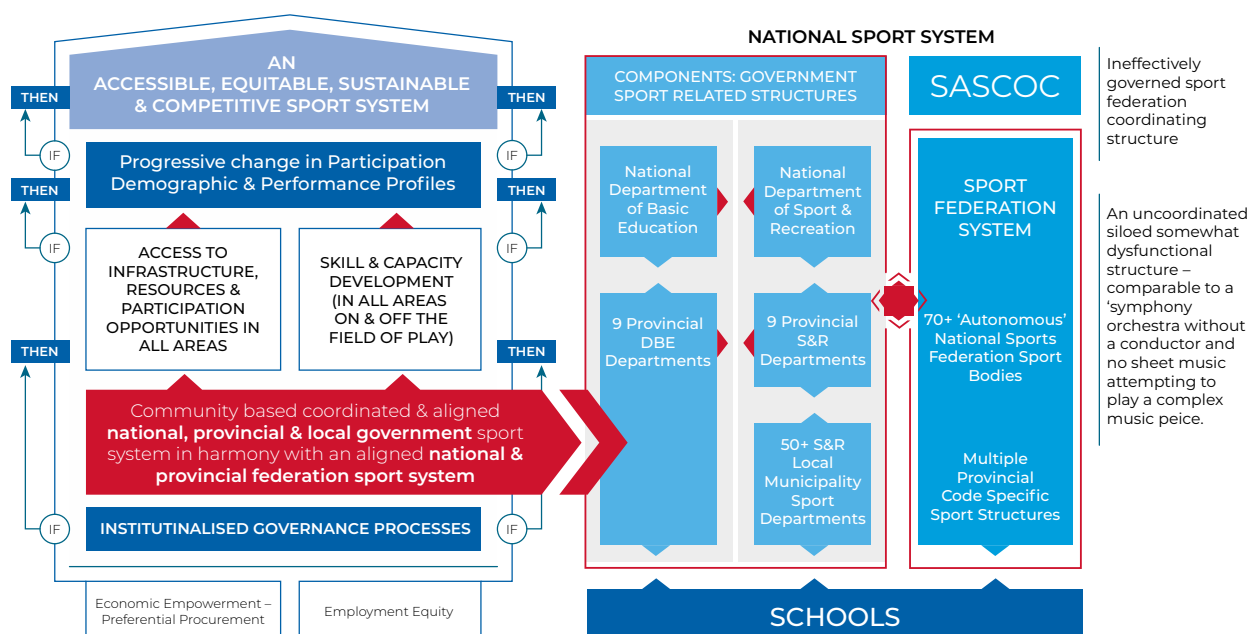 AN
ACCESSIBLE, EQUITABLE, SUSTAINABLE
& COMPETITIVE SPORT SYSTEM
THEN
THEN
IF
IF
Progressive change in Participation
Demographic & Performance Profiles
THEN
THEN
IF
IF
ACCESS TO
INFRASTRUCTURE,
RESOURCES &
PARTICIPATION
OPPORTUNITIES IN
ALL AREAS
SKILL & CAPACITY
DEVELOPMENT
(IN ALL AREAS
ON & OFF THE
FIELD OF PLAY)
THEN
THEN
Community based coordinated & aligned
national, provincial & local government sport
system in harmony with an aligned national &
provincial federation sport system
IF
IF
INSTITUTINALISED GOVERNANCE PROCESSES
Economic Empowerment –
Preferential Procurement
Employment Equity
NATIONAL SPORT SYSTEM
COMPONENTS: GOVERNMENT
SPORT RELATED STRUCTURES
National
Department
of Basic
Education
9 Provincial
DBE
Departments
National
Department
of Sport &
Recreation
9 Provincial
S&R
Departments
50+ S&R
Local
Municipality
Sport
Departments
SASCOC
SPORT
FEDERATION
SYSTEM
70+ ‘Autonomous’
National Sports
Federation Sport
Bodies
Multiple
Provincial
Code Specific
Sport Structures
SCHOOLS
Ineffectively
governed sport
federation
coordinating
structure
An uncoordinated
siloed somewhat
dysfunctional
structure –
comparable to a
‘symphony
orchestra without
a conductor and
no sheet music
attempting to
play a complex
music peice.